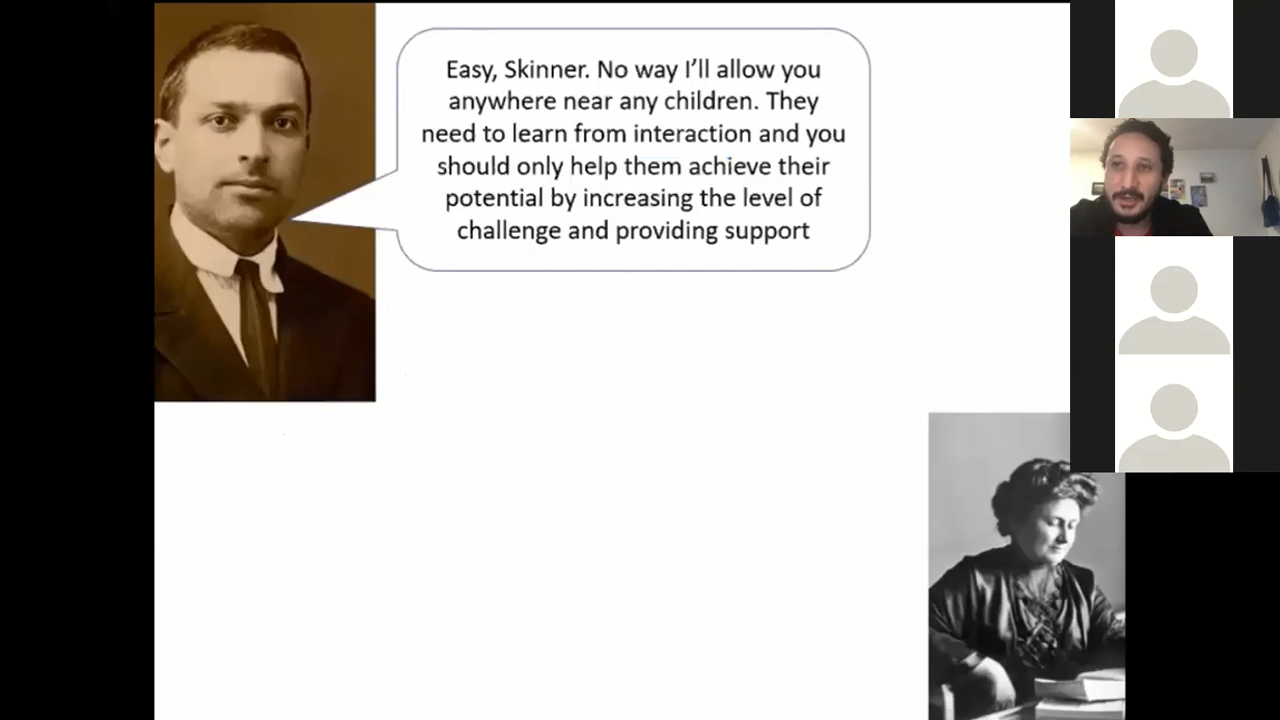 Easy, Skinner. No way I’ll allow you
anywhere near any children. They
need to learn from interaction and you
should only help them achieve their
potential by increasing the level of
challenge and providing support